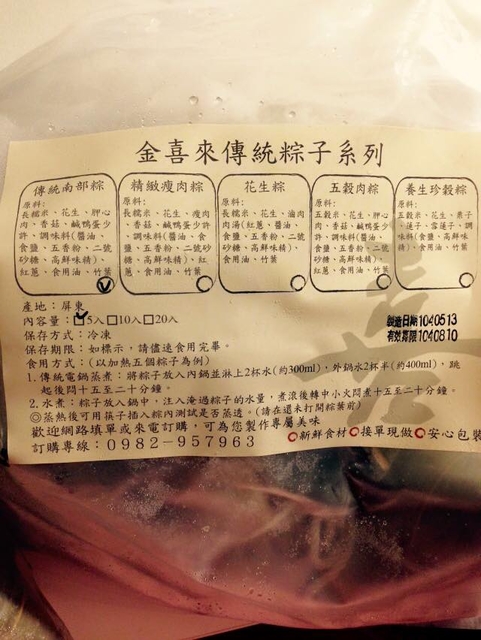 金喜來傳統粽子系列
傳統南部粽
原料:
長糯米、花生、胛心
肉、香菇、鹹鴨蛋少
許、調味料(醬油、食
鹽、五香粉、二號砂
糖、高鮮味精)、紅
蔥、食用油、竹葉
精緻瘦肉粽
原料:
長糯米、花生、瘦肉
、香菇、鹹鴨蛋少許
、調味料(醬油、食
鹽、五香粉、二號砂
糖、高鮮味精)、紅
蔥、食用油、竹葉
花生粽
原料:
長糯米、花生、滷肉
肉湯(紅蔥、醬油、
食鹽、五香粉、二號
砂糖、高鮮味精)、
食用油、竹葉
五穀肉粽
原料:
五穀米、花生、胛心
肉、香菇、鹹鴨蛋少
許、調味料(醬油、
食鹽、五香粉、二號
砂糖、高鮮味精)、
紅蔥、食用油、竹葉
養生珍穀粽
原料:
五穀米、花生、栗子
、蓮子、雪蓮子、調
味料(食鹽、高鮮味
精)、食用油、竹葉
產地:屏東
內容量:5入 10入 20入
製造日期1040513
有效期限1040810
保存方式:冷凍
保存期限:如標示,請儘速食用完畢。
食用方式:(以加熱五個粽子為例)
1.傳統電鍋蒸煮:將粽子放入內鍋並淋上2杯水(約300ml),外鍋水2杯半(約400ml),跳
起後悶十五至二十分鐘。
2.水煮:粽子放入鍋中,注入淹過粽子的水量,煮滾後轉中小火悶煮十五至二十分鐘。
◎蒸熱後可用筷子插入粽內測試是否蒸透。(請在還未打開粽葉前)
歡迎網路填單或來電訂購,可為您製作專屬美味
訂購專線:0982-957963
新鮮食材 接單現做 安心包裝